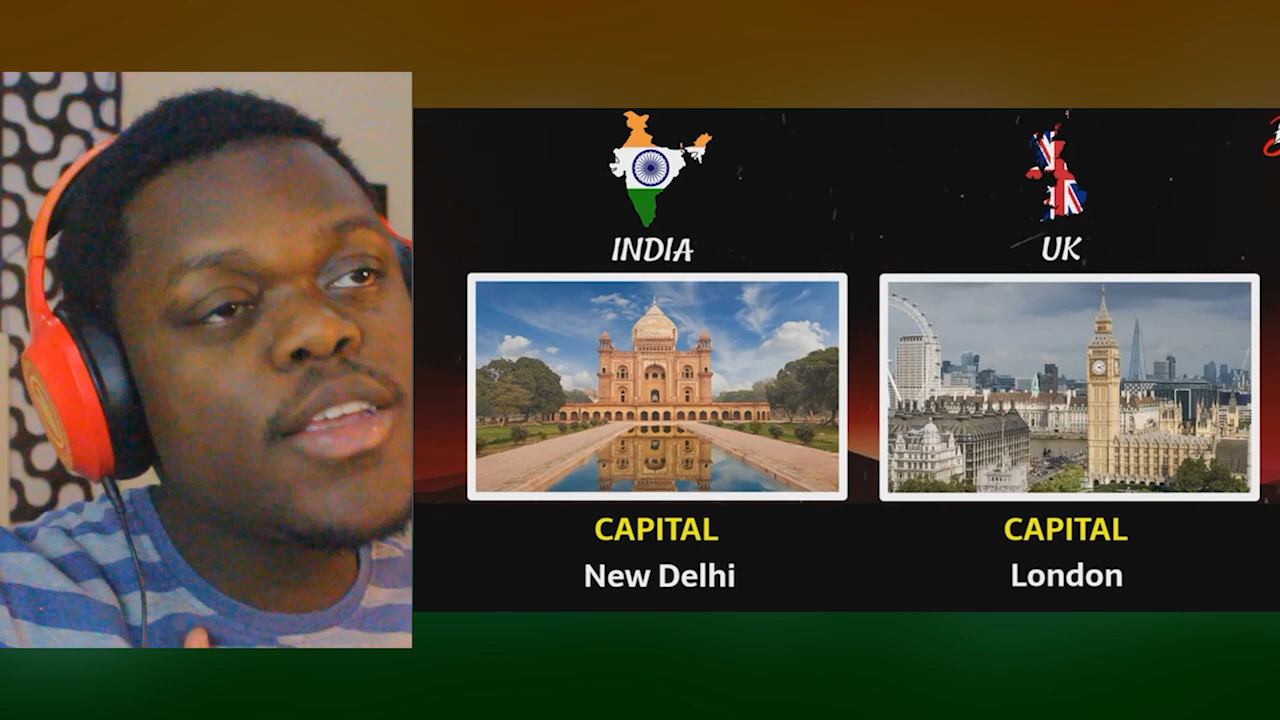 INDIA
UK
CAPITAL
CAPITAL
New Delhi
London